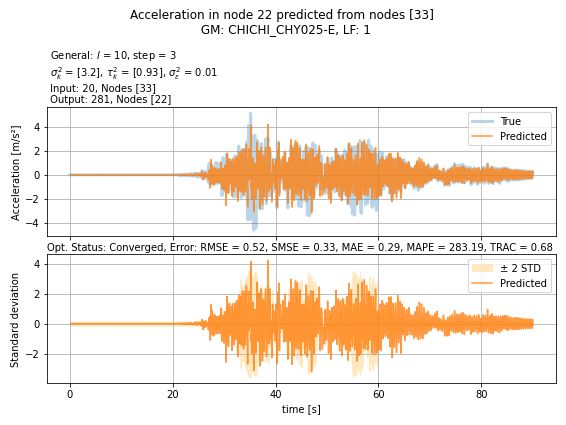 Acceleration in node 22 predicted from nodes [33]
GM: CHICHI_CHY025-E, LF: 1
General: l = 10, step = 3
σ²ₖ = [3.2], τ²ₖ = [0.93], σ²ε = 0.01
Input: 20, Nodes [33]
Output: 281, Nodes [22]
Acceleration [m/s²]
4
2
0
−2
−4
True
Predicted
Opt. Status: Converged, Error: RMSE = 0.52, SMSE = 0.33, MAE = 0.29, MAPE = 283.19, TRAC = 0.68
Standard deviation
4
2
0
−2
± 2 STD
Predicted
0 20 40 60 80
time [s]